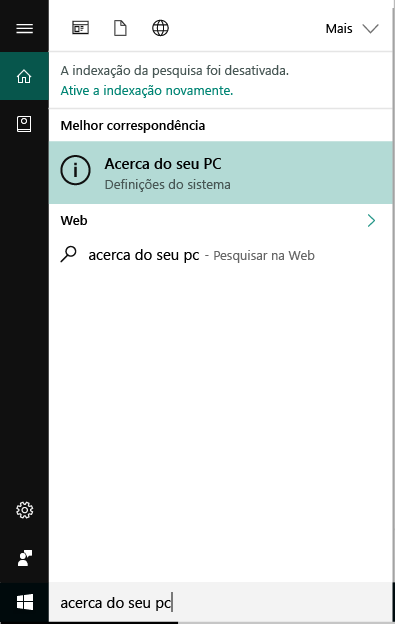 Mais
A indexação da pesquisa foi desativada.
Ative a indexação novamente.
Melhor correspondência
Acerca do seu PC
Definições do sistema
Web
acerca do seu pc - Pesquisar na Web
acerca do seu pc